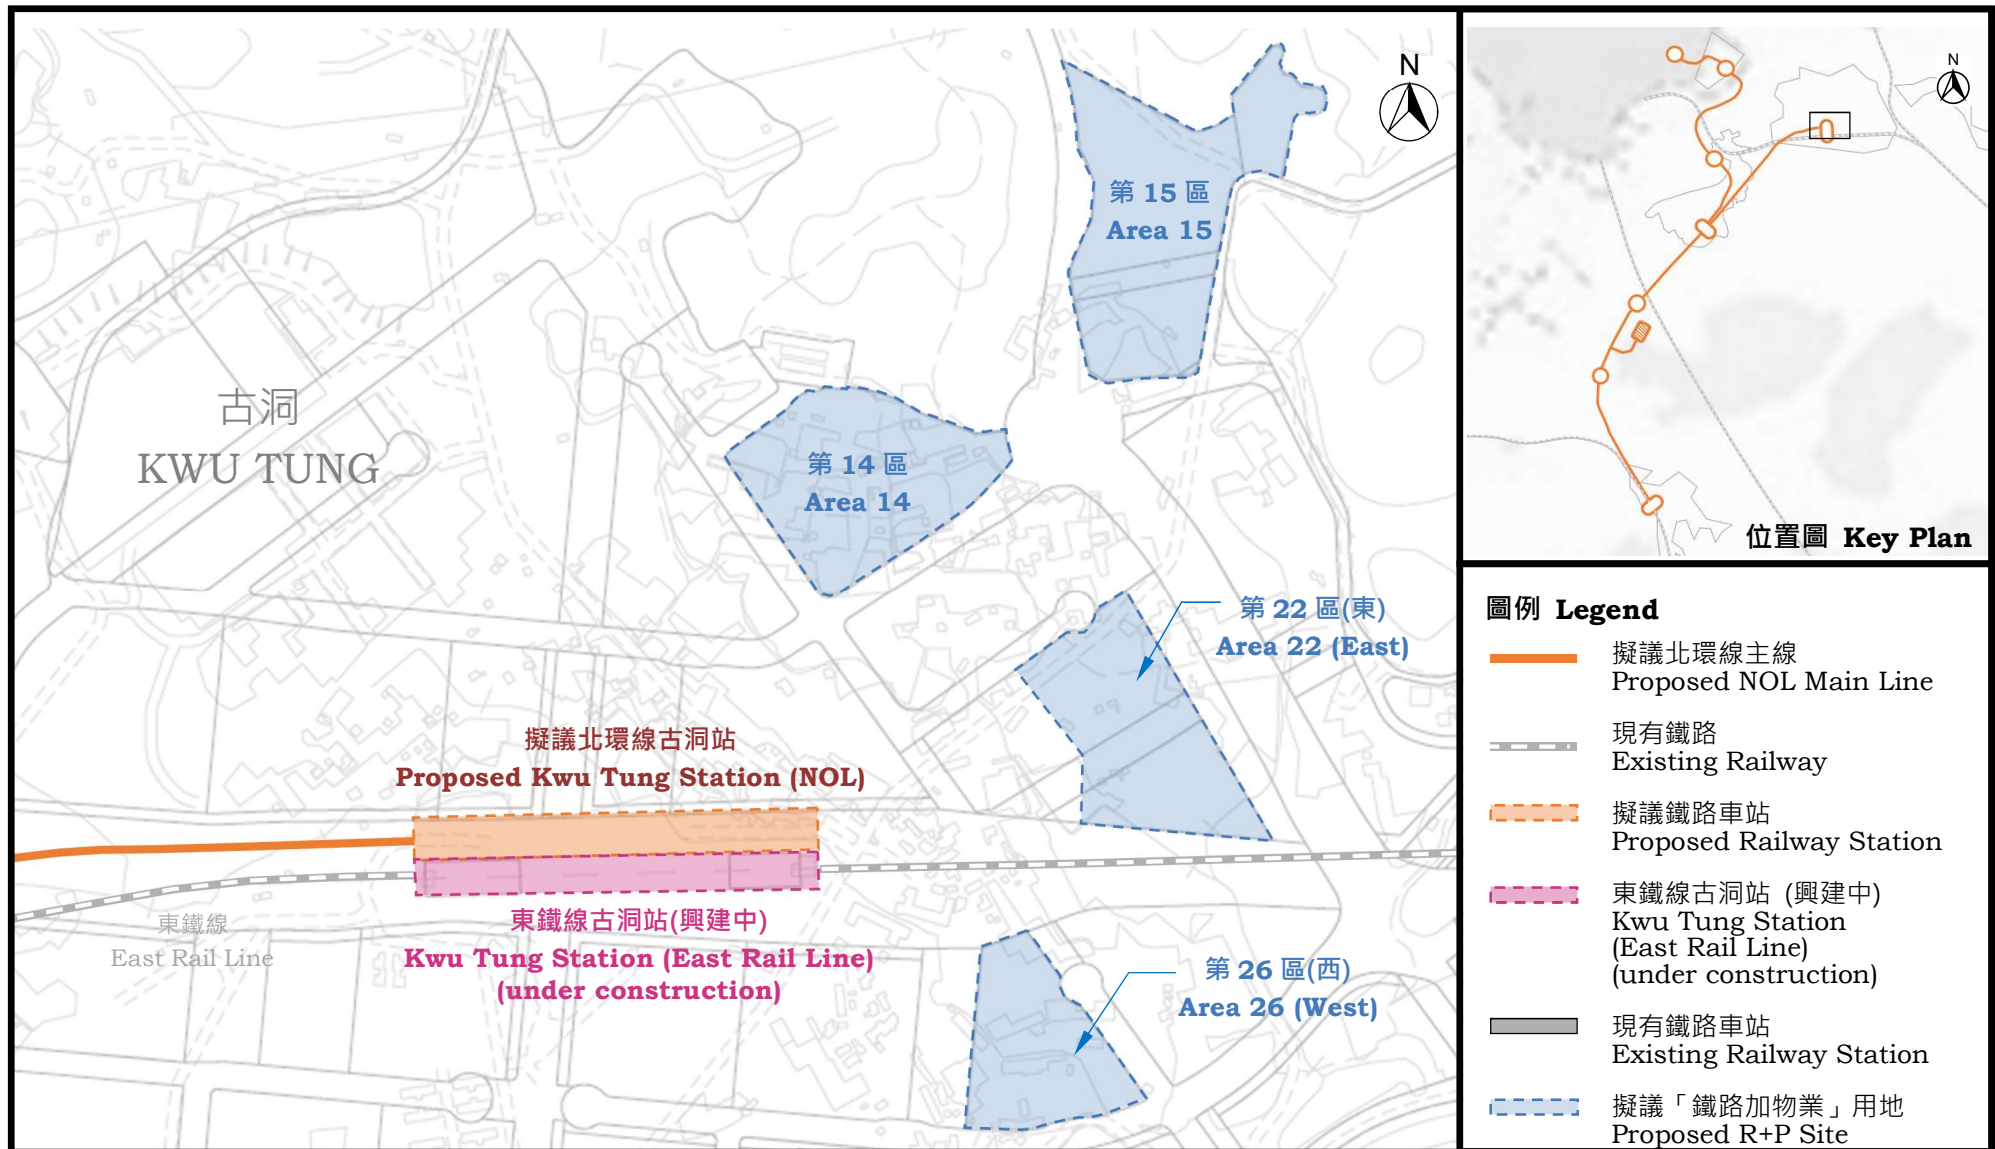 N
第 15 區
Area 15
古洞
KWU TUNG
第 14 區
Area 14
第 22 區(東)
Area 22 (East)
擬議北環線古洞站
Proposed Kwu Tung Station (NOL)
東鐵線
East Rail Line
東鐵線古洞站(興建中)
Kwu Tung Station (East Rail Line)
(under construction)
第 26 區(西)
Area 26 (West)
N
位置圖 Key Plan
圖例 Legend
擬議北環線主線
Proposed NOL Main Line
現有鐵路
Existing Railway
擬議鐵路車站
Proposed Railway Station
東鐵線古洞站 (興建中)
Kwu Tung Station
(East Rail Line)
(under construction)
現有鐵路車站
Existing Railway Station
擬議「鐵路加物業」用地
Proposed R+P Site